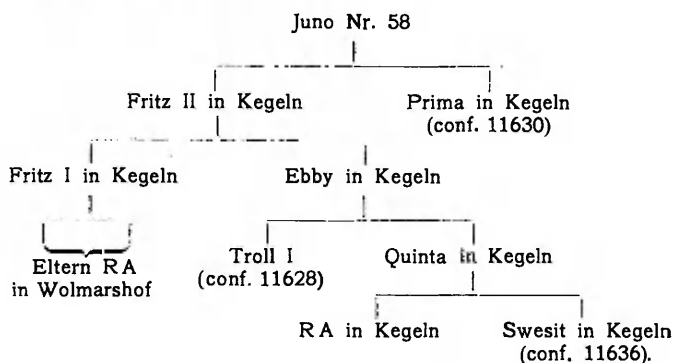 Juno Nr. 58
Fritz II in Kegeln Prima in Kegeln
(conf. 11630)
Fritz I in Kegeln Ebby in Kegeln
Eltern RA Troll I Quinta in Kegeln
in Wolmarshof (conf. 11628)
RA in Kegeln Swesit in Kegeln
(conf. 11636).